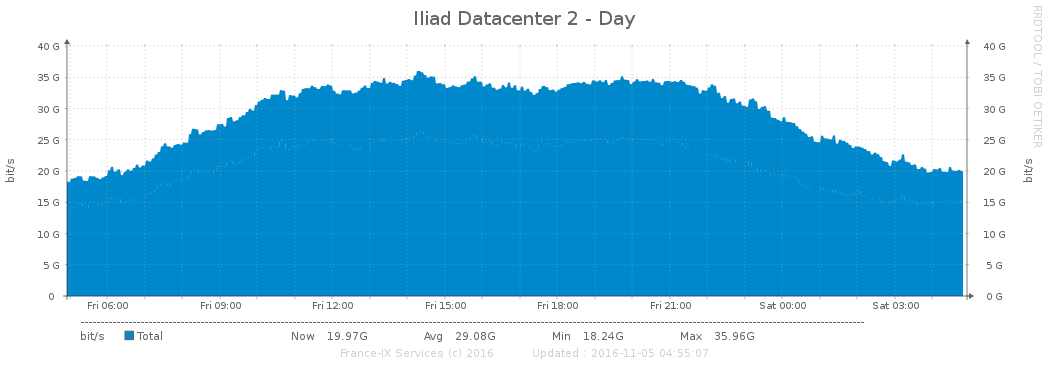 Iliad Datacenter 2 - Day
RRDTOOL / TOBI OETIKER
40 G 40 G
35 G 35 G
30 G 30 G
25 G 25 G
20 G 20 G
15 G 15 G
10 G 10 G
5 G 5 G
0 0 G
bit/s bit/s
Fri 06:00 Fri 09:00 Fri 12:00 Fri 15:00 Fri 18:00 Fri 21:00 Sat 00:00 Sat 03:00
bit/s Total Now 19.97G Avg 29.08G Min 18.24G Max 35.96G
France-IX Services (c) 2016 Updated : 2016-11-05 04:55:07